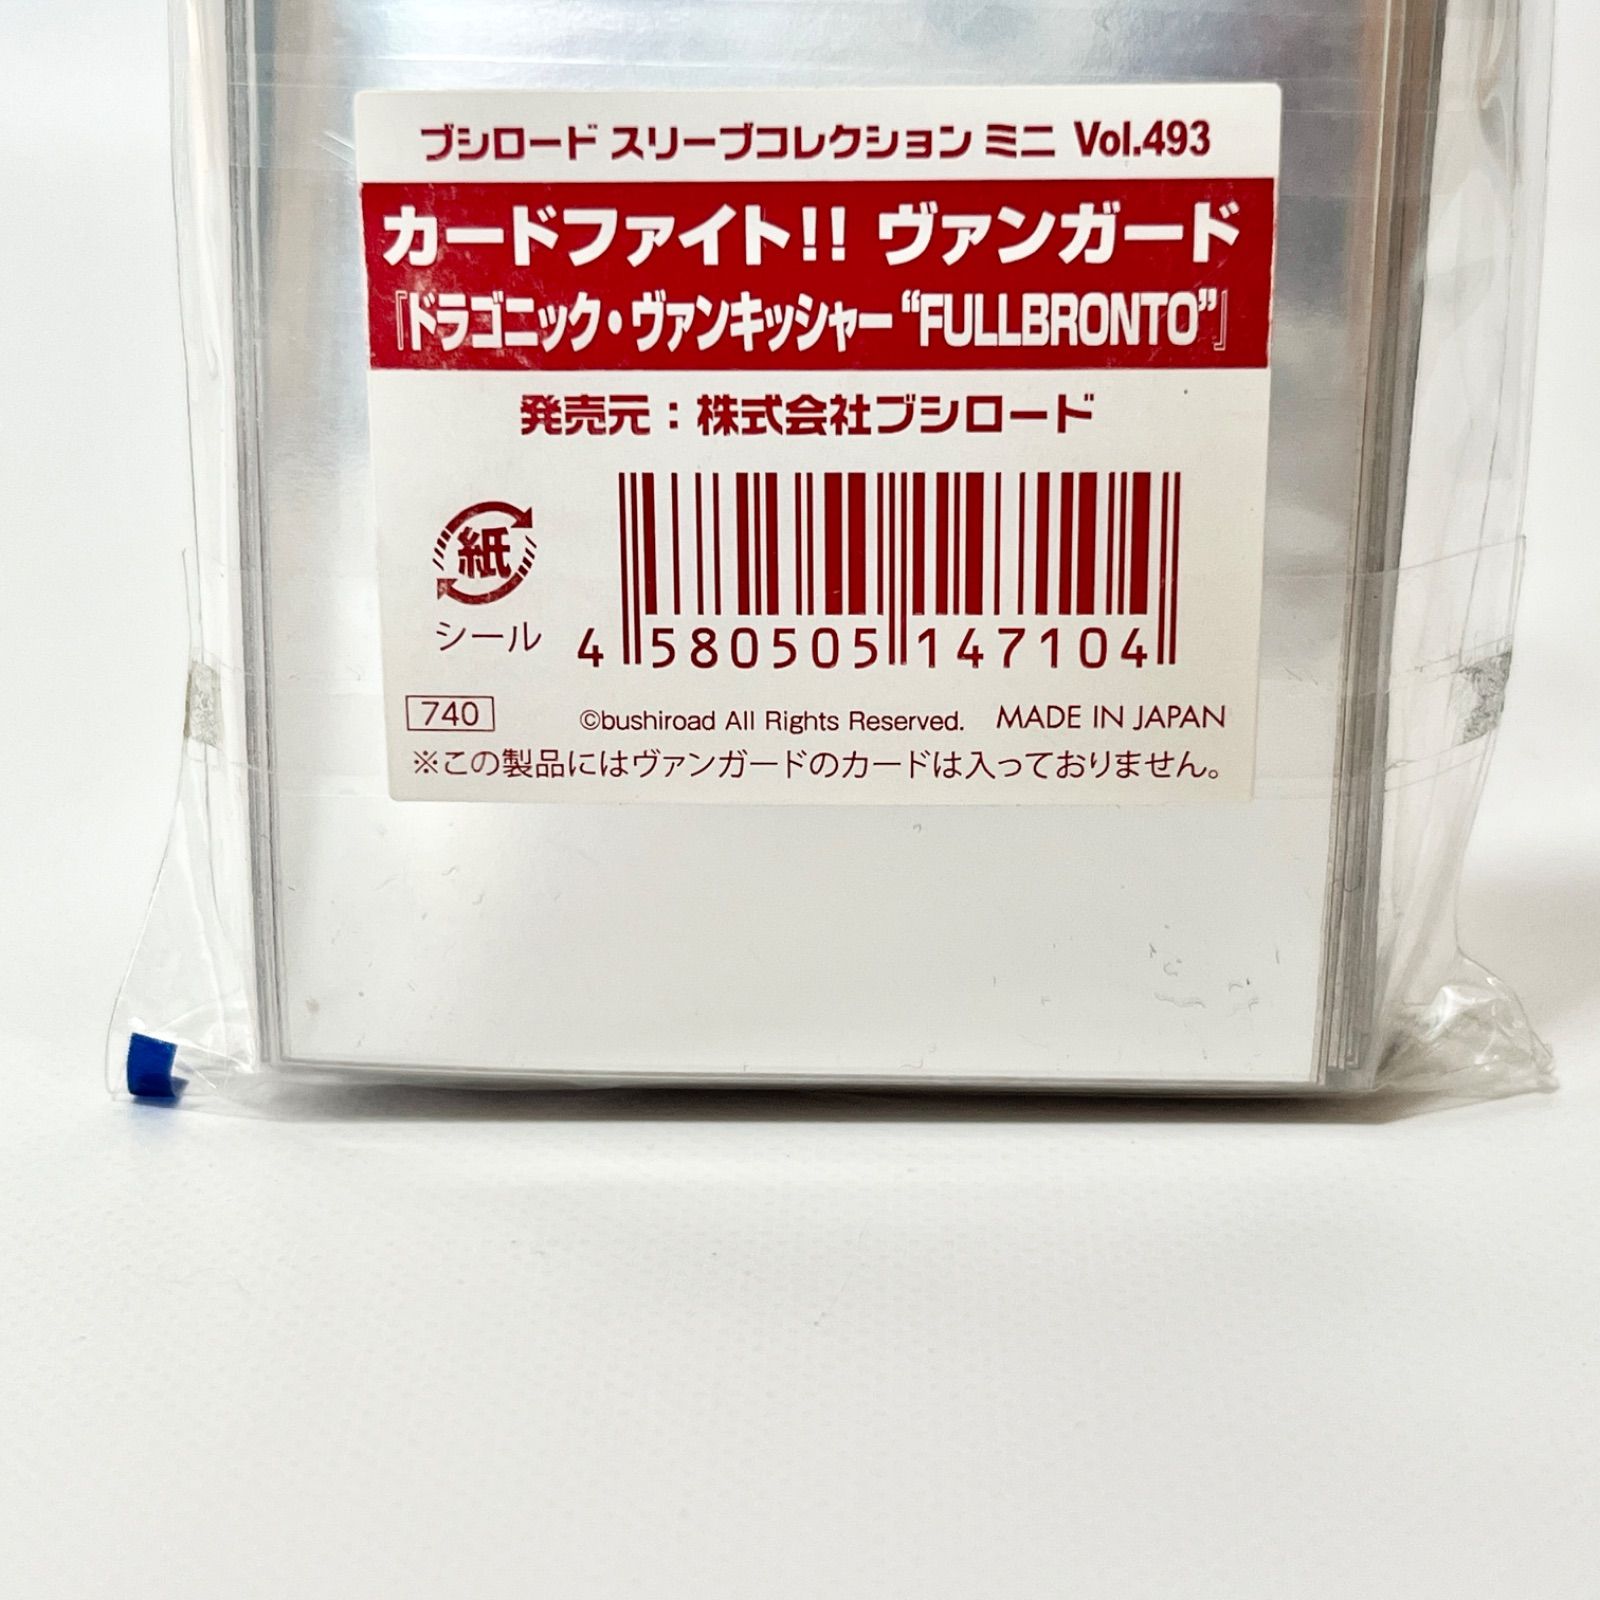 ブシロード スリーブコレクション ミニ Vol.493
カードファイト!! ヴァンガード
『ドラゴニック・ヴァンキッシャー“FULLBRONTO”』
発売元：株式会社ブシロード
紙
シール
4 580505 147104
740
©bushiroad All Rights Reserved. MADE IN JAPAN
※この製品にはヴァンガードのカードは入っておりません。